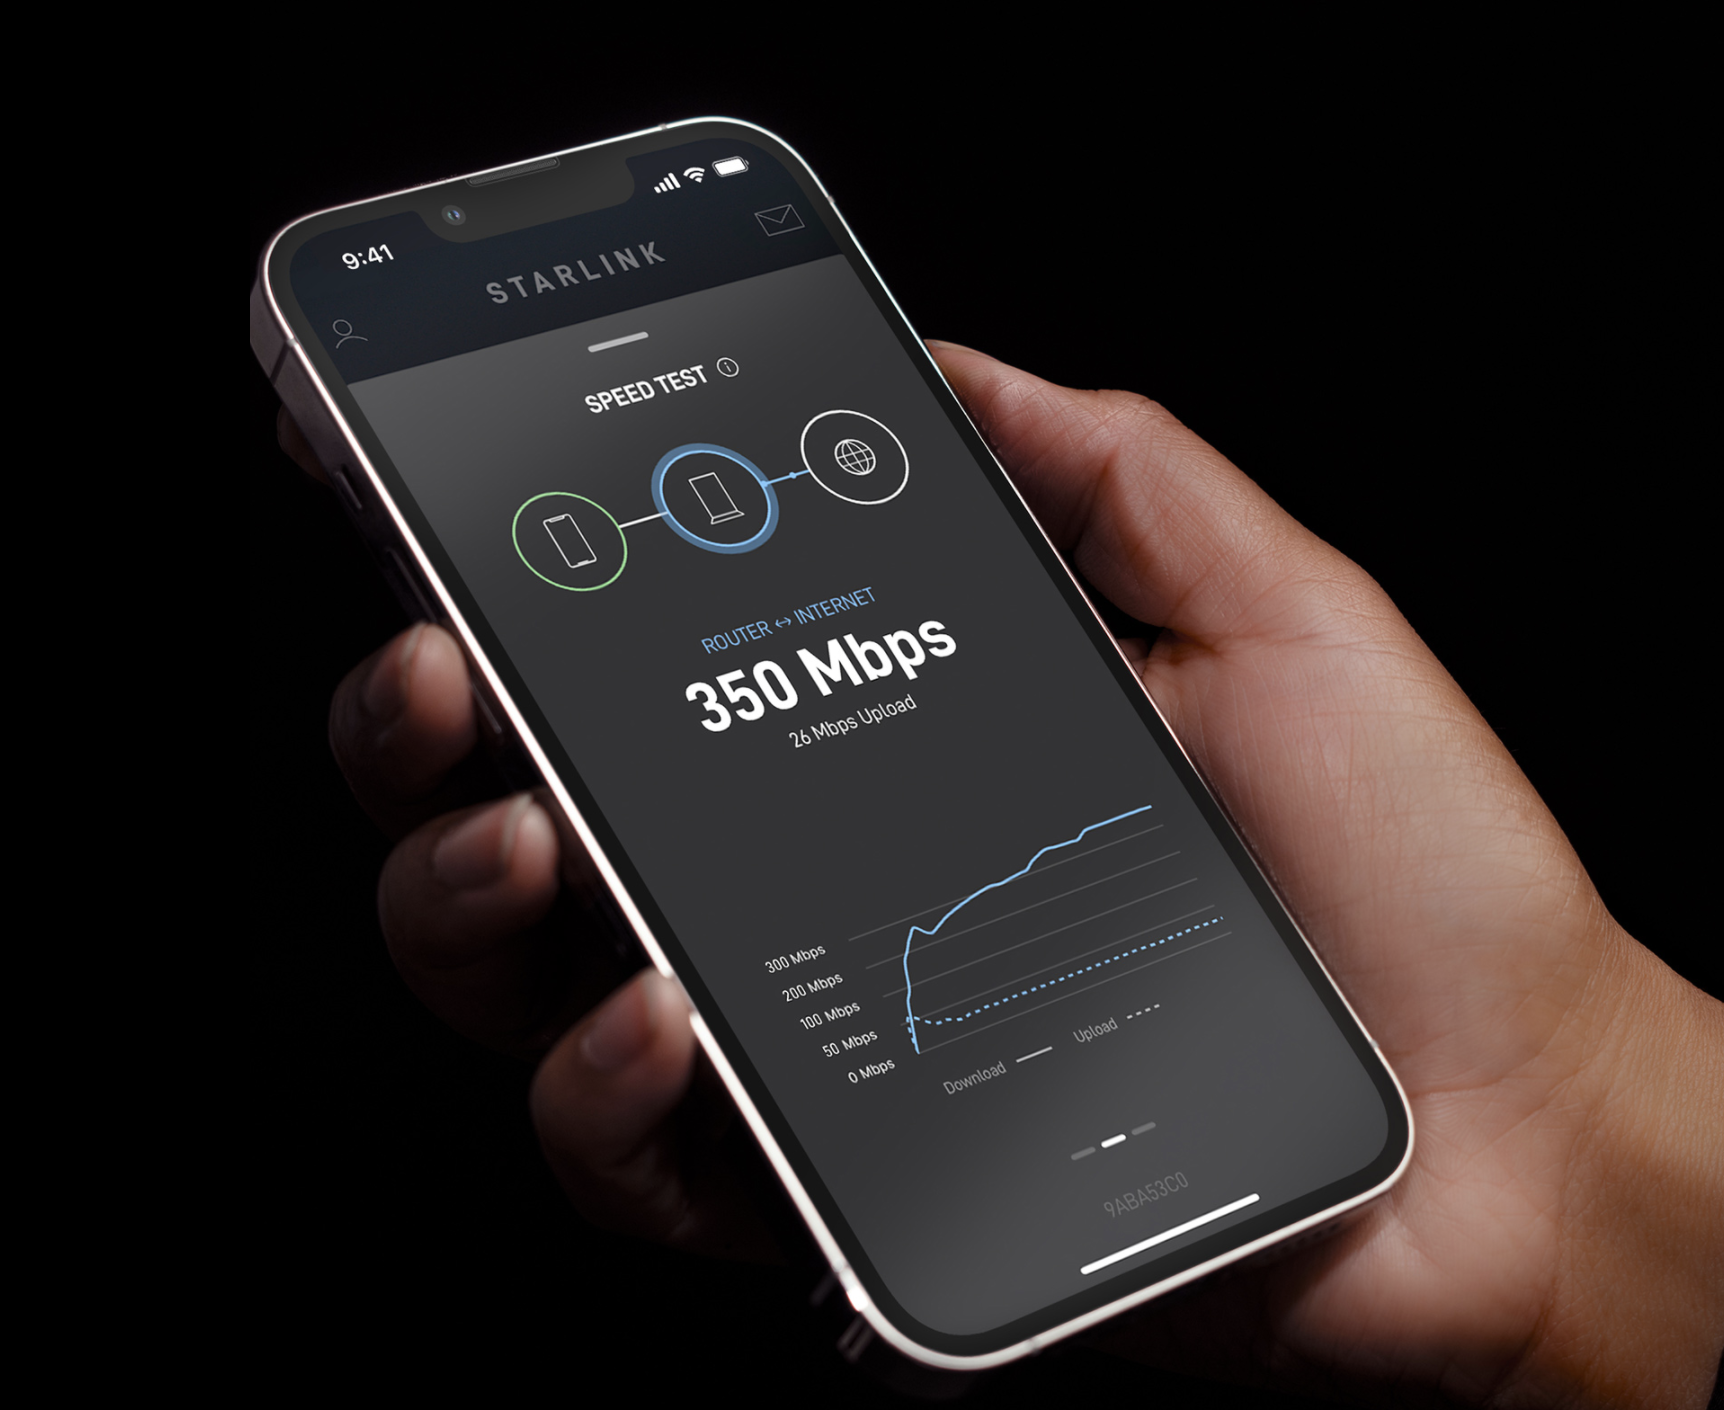 9:41
STARLINK
SPEED TEST
ROUTER ↔ INTERNET
350 Mbps
26 Mbps Upload
300 Mbps
200 Mbps
100 Mbps
50 Mbps
0 Mbps
Download
Upload
9ABA53C0